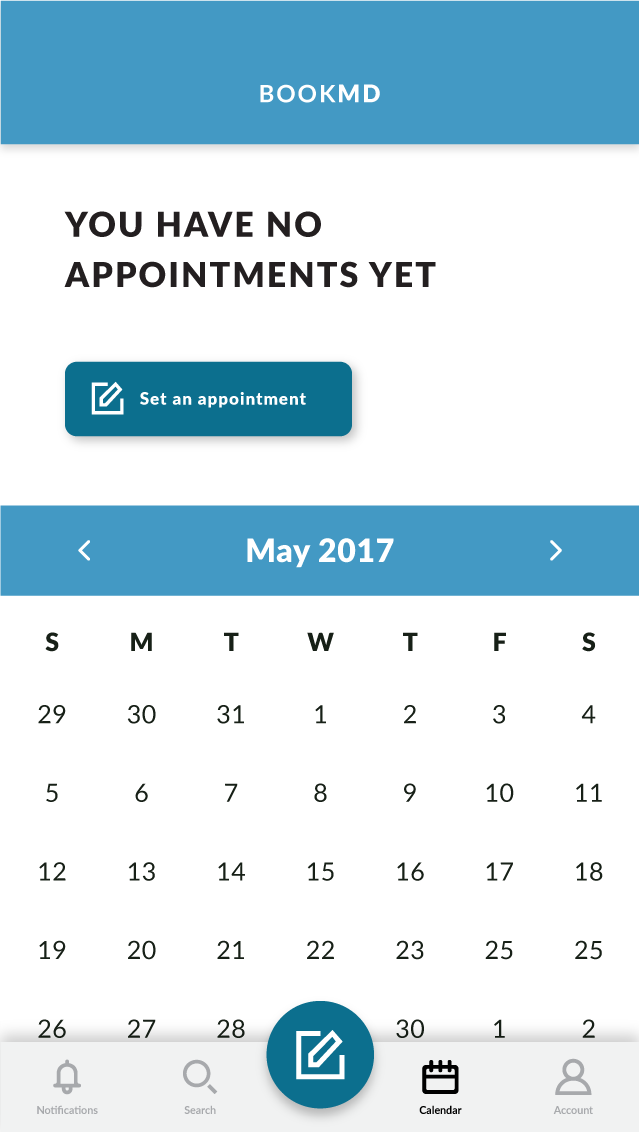 BOOKMD
YOU HAVE NO
APPOINTMENTS YET
Set an appointment
May 2017
S M T W T F S
29 30 31 1 2 3 4
5 6 7 8 9 10 11
12 13 14 15 16 17 18
19 20 21 22 23 25 25
26 27 28 30 1 2
Notifications Search Calendar Account